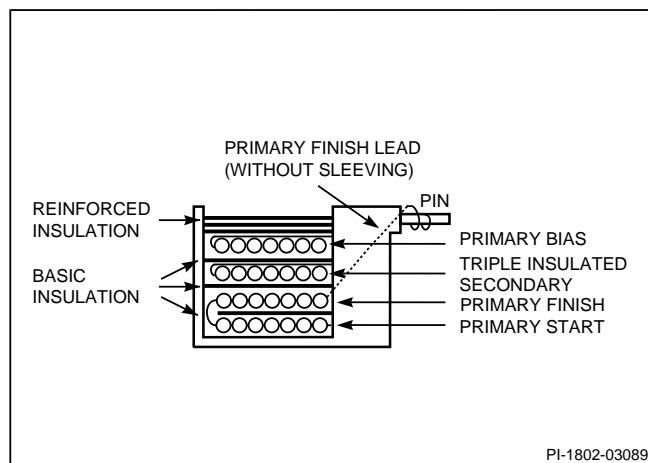 PRIMARY FINISH LEAD
(WITHOUT SLEEVING)
PIN
REINFORCED
INSULATION
PRIMARY BIAS
TRIPLE INSULATED
SECONDARY
BASIC
INSULATION
PRIMARY FINISH
PRIMARY START
PI-1802-03089